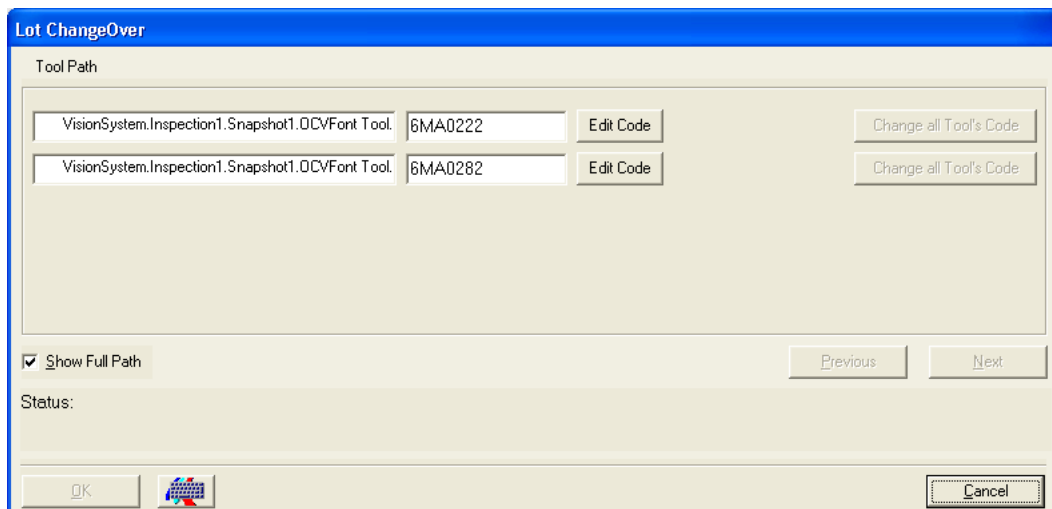 Lot ChangeOver
Tool Path
VisionSystem.Inspection1.Snapshot1.OCVFont Tool. 6MA0222 Edit Code Change all Tool's Code
VisionSystem.Inspection1.Snapshot1.OCVFont Tool. 6MA0282 Edit Code Change all Tool's Code
Show Full Path Previous Next
Status:
OK Cancel